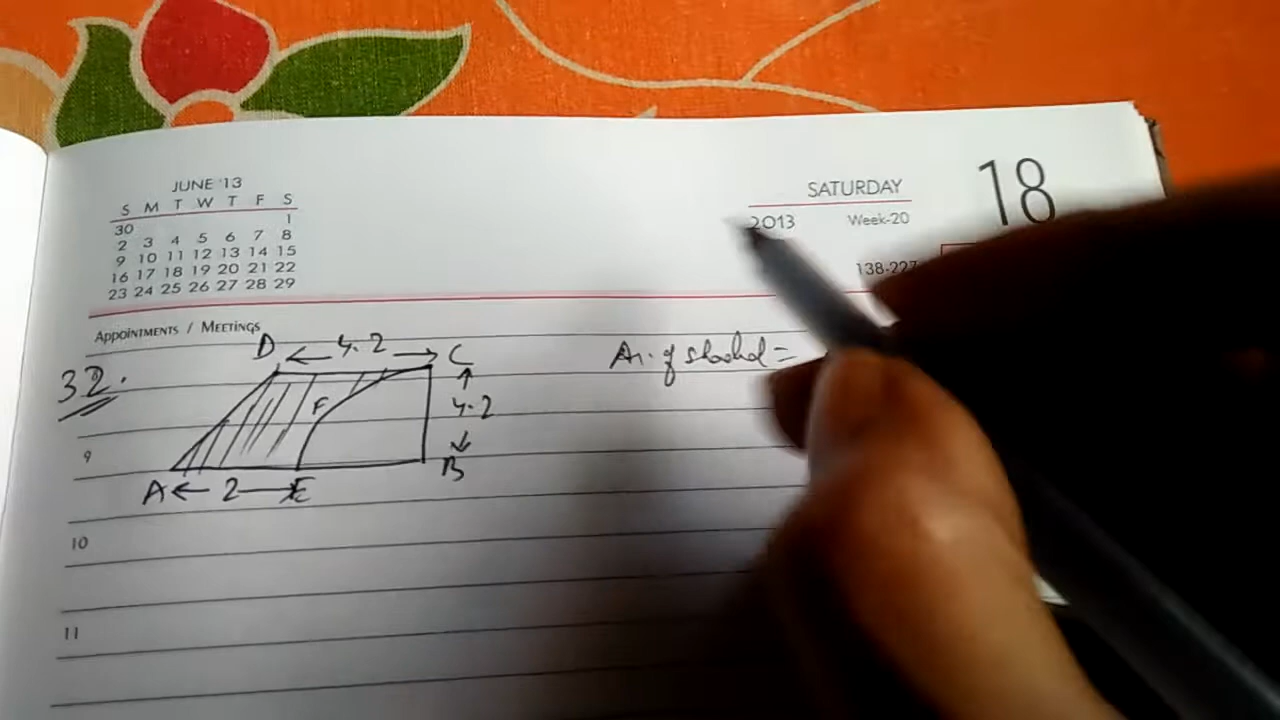 JUNE '13
S M T W T F S
30 1
2 3 4 5 6 7 8
9 10 11 12 13 14 15
16 17 18 19 20 21 22
23 24 25 26 27 28 29
SATURDAY
18
2013 Week-20
138-227
Appointments / Meetings
32.
D 4.2 C
F
4.2
A 2 E B
Ar. of shaded =
9
10
11